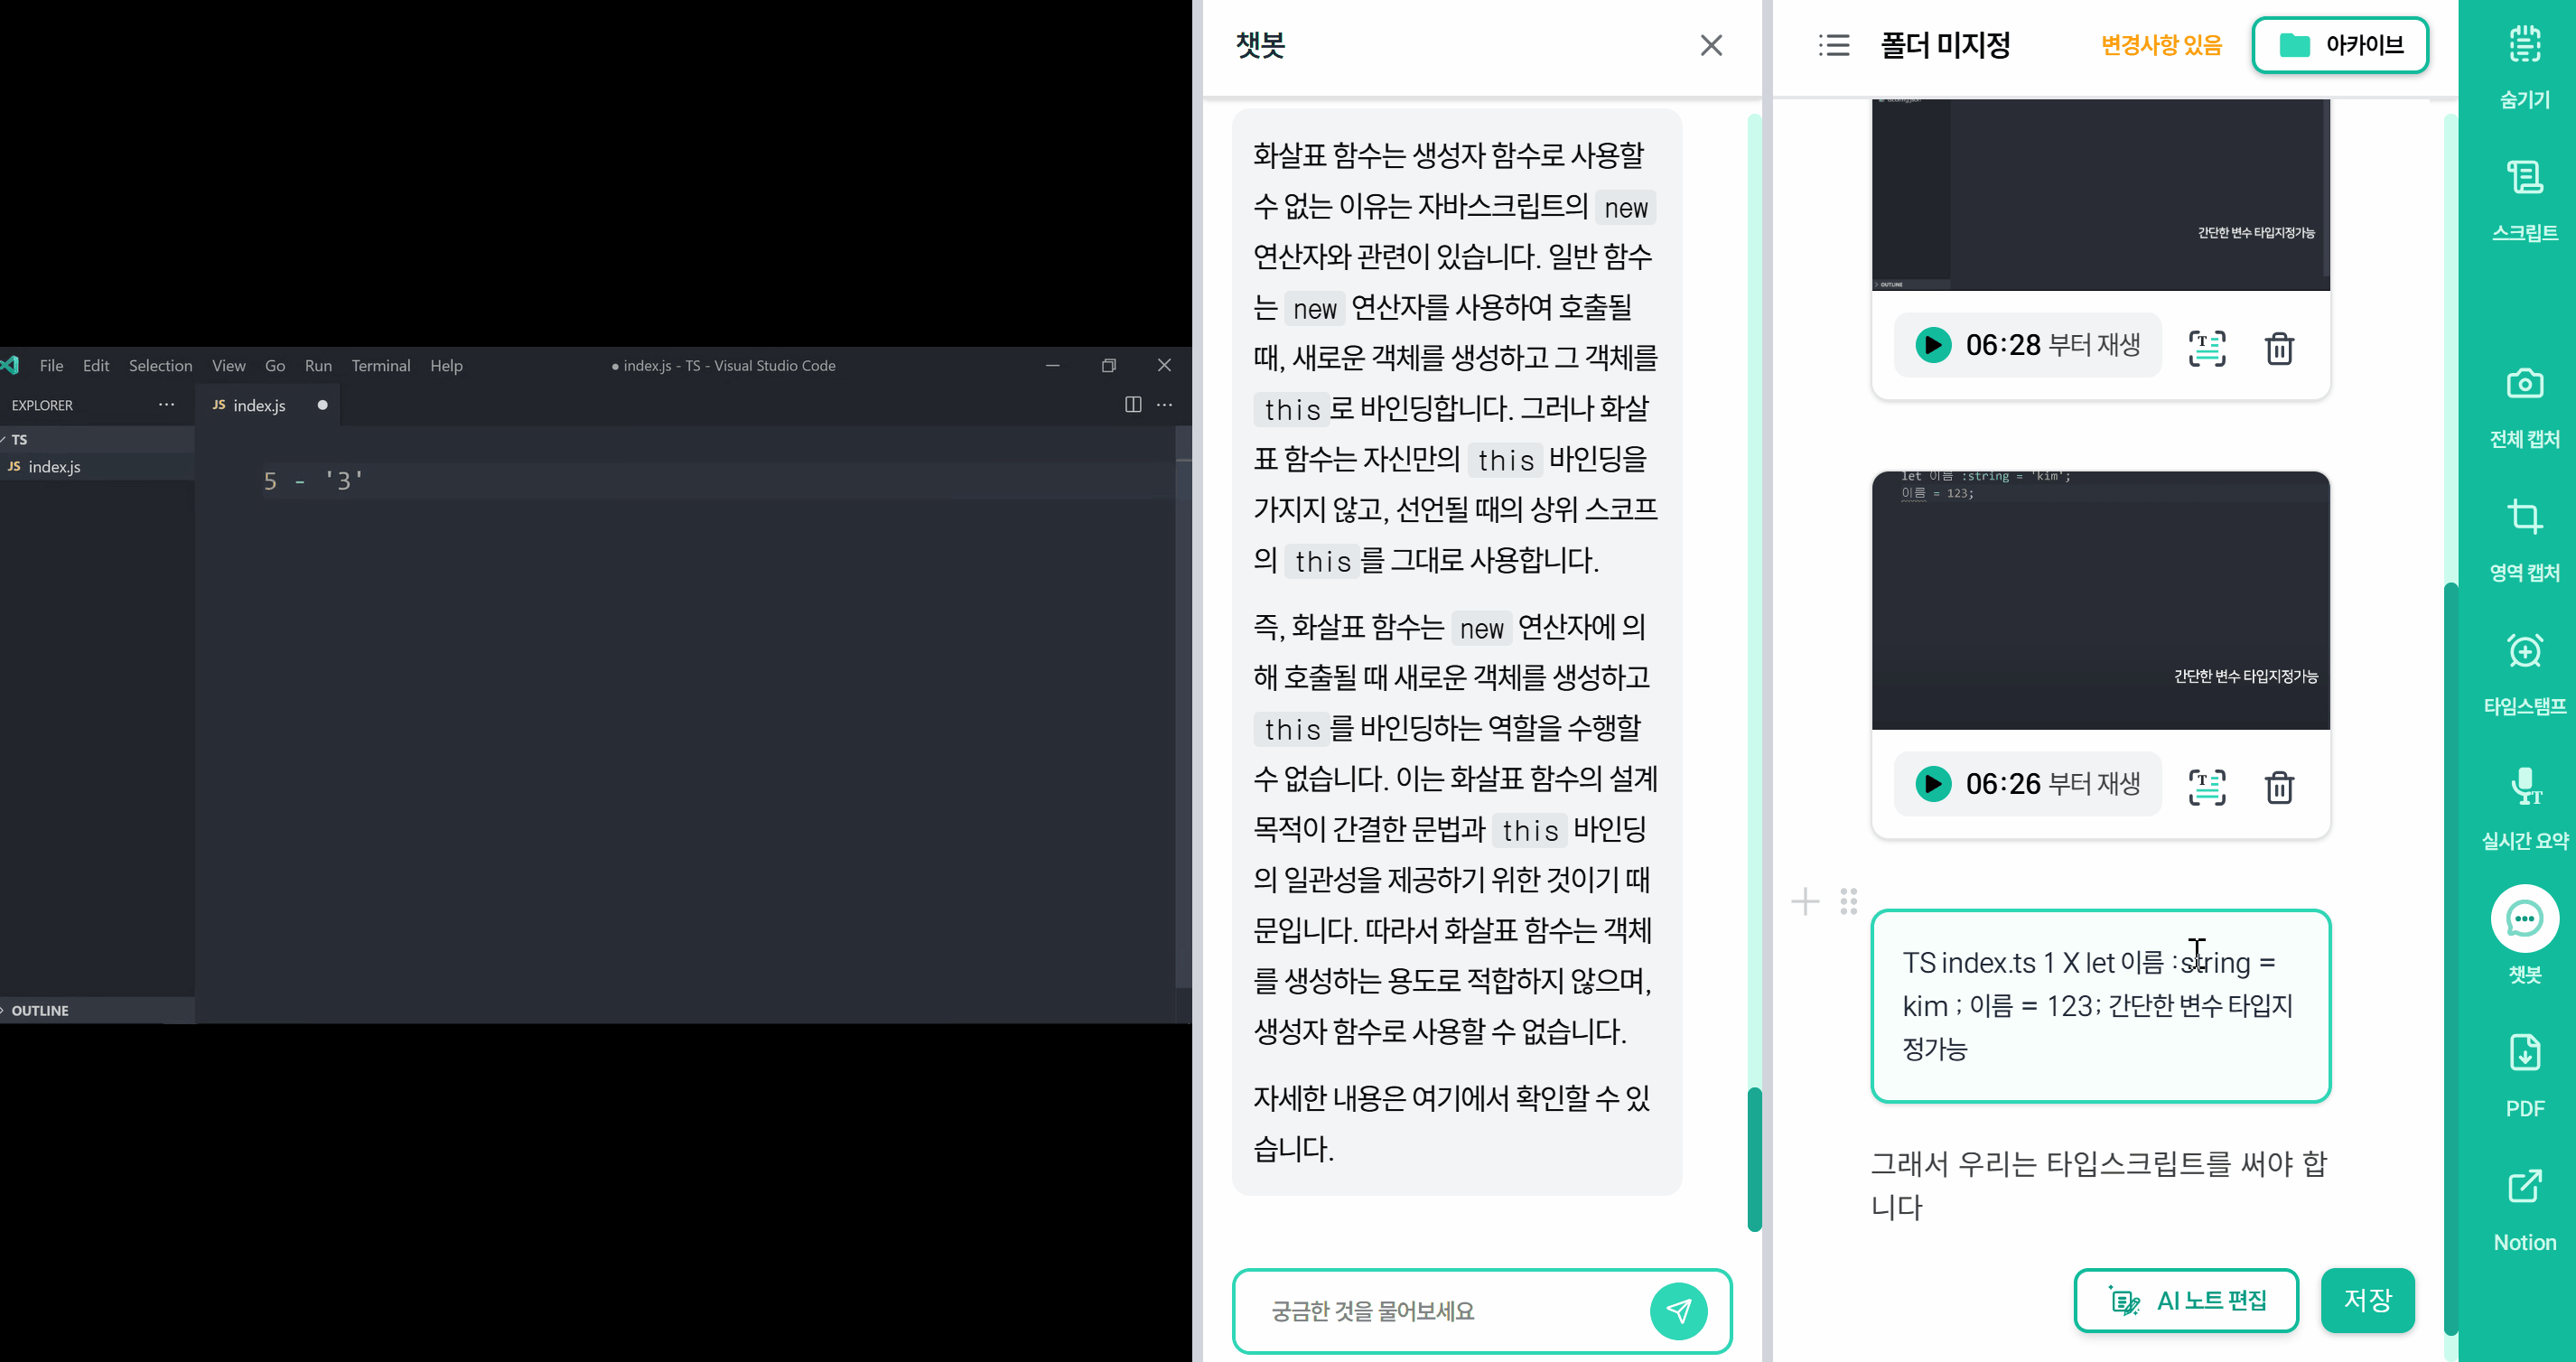 File Edit Selection View Go Run Terminal Help
● index.js - TS - Visual Studio Code
EXPLORER ···
JS index.js ●
TS
JS index.js
5 - '3'
OUTLINE
챗봇
화살표 함수는 생성자 함수로 사용할
수 없는 이유는 자바스크립트의 new
연산자와 관련이 있습니다. 일반 함수
는 new 연산자를 사용하여 호출될
때, 새로운 객체를 생성하고 그 객체를
this로 바인딩합니다. 그러나 화살
표 함수는 자신만의 this 바인딩을
가지지 않고, 선언될 때의 상위 스코프
의 this를 그대로 사용합니다.
즉, 화살표 함수는 new 연산자에 의
해 호출될 때 새로운 객체를 생성하고
this를 바인딩하는 역할을 수행할
수 없습니다. 이는 화살표 함수의 설계
목적이 간결한 문법과 this 바인딩
의 일관성을 제공하기 위한 것이기 때
문입니다. 따라서 화살표 함수는 객체
를 생성하는 용도로 적합하지 않으며,
생성자 함수로 사용할 수 없습니다.
자세한 내용은 여기에서 확인할 수 있
습니다.
궁금한 것을 물어보세요
폴더 미지정
변경사항 있음
아카이브
간단한 변수 타입지정가능
OUTLINE
06:28 부터 재생
let 이름 :string = 'kim';
이름 = 123;
간단한 변수 타입지정가능
06:26 부터 재생
TS index.ts 1 X let 이름 :string =
kim ; 이름 = 123; 간단한 변수 타입지
정가능
그래서 우리는 타입스크립트를 써야 합
니다
AI 노트 편집
저장
숨기기
스크립트
전체 캡처
영역 캡처
타임스탬프
실시간 요약
챗봇
PDF
Notion